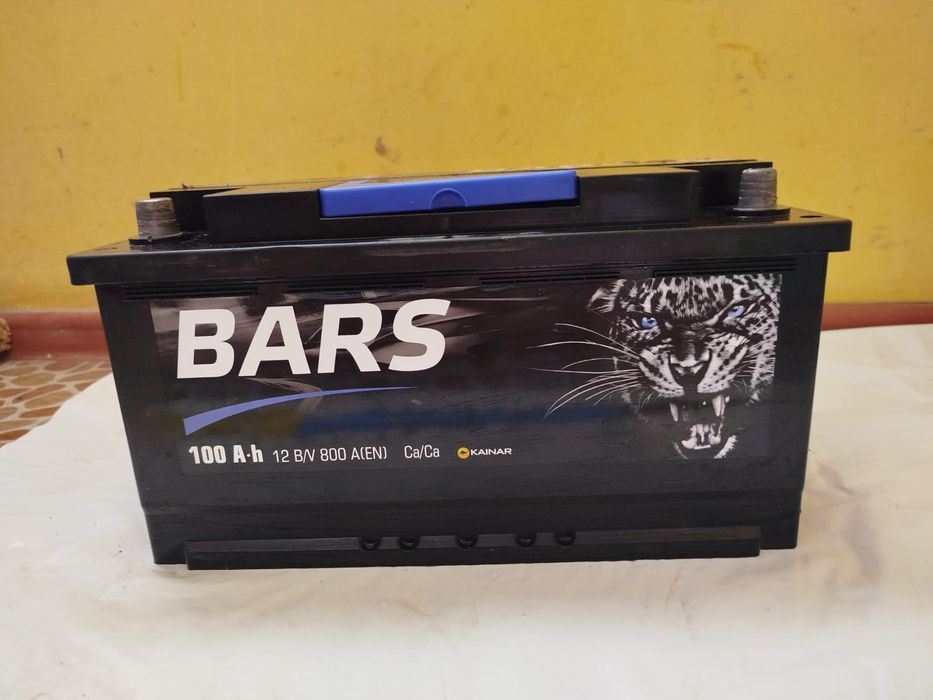 BARS
100 A·h 12 B/V 800 A(EN) Ca/Ca KAINAR